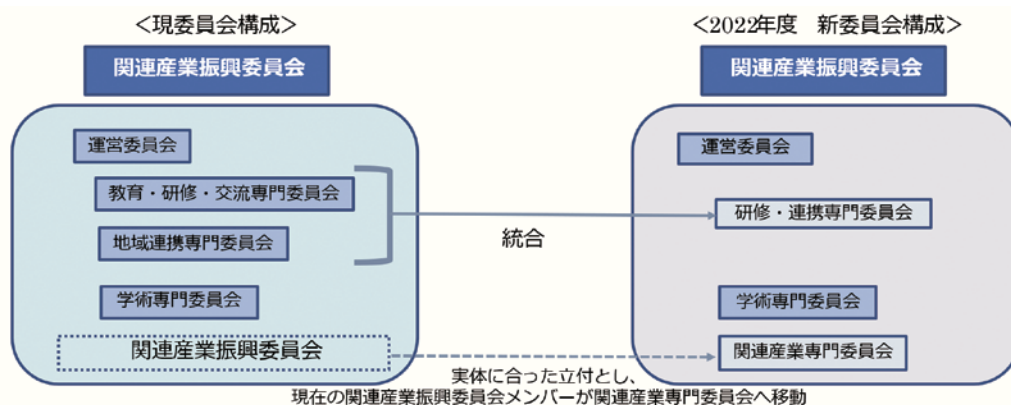 <現委員会構成>
関連産業振興委員会
運営委員会
教育・研修・交流専門委員会
地域連携専門委員会
学術専門委員会
関連産業振興委員会
統合
実体に合った立付とし、
現在の関連産業振興委員会メンバーが関連産業専門委員会へ移動
<2022年度　新委員会構成>
関連産業振興委員会
運営委員会
研修・連携専門委員会
学術専門委員会
関連産業専門委員会